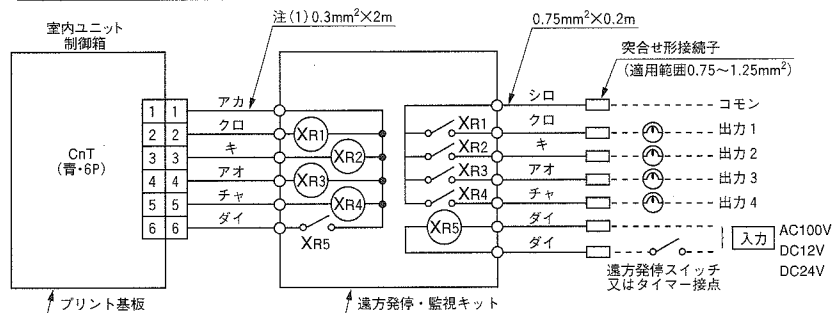 注(1)0.3mm²×2m
0.75mm²×0.2m
室内ユニット
制御箱
突合せ形接続子
(適用範囲0.75～1.25mm²)
CnT
(青・6P)
1 1 アカ
2 2 クロ
3 3 キ
4 4 アオ
5 5 チャ
6 6 ダイ
XR1
XR2
XR3
XR4
XR5
XR1
XR2
XR3
XR4
XR5
シロ コモン
クロ 出力1
キ 出力2
アオ 出力3
チャ 出力4
ダイ
ダイ
入力
AC100V
DC12V
DC24V
遠方発停スイッチ
又はタイマー接点
プリント基板
遠方発停・監視キット